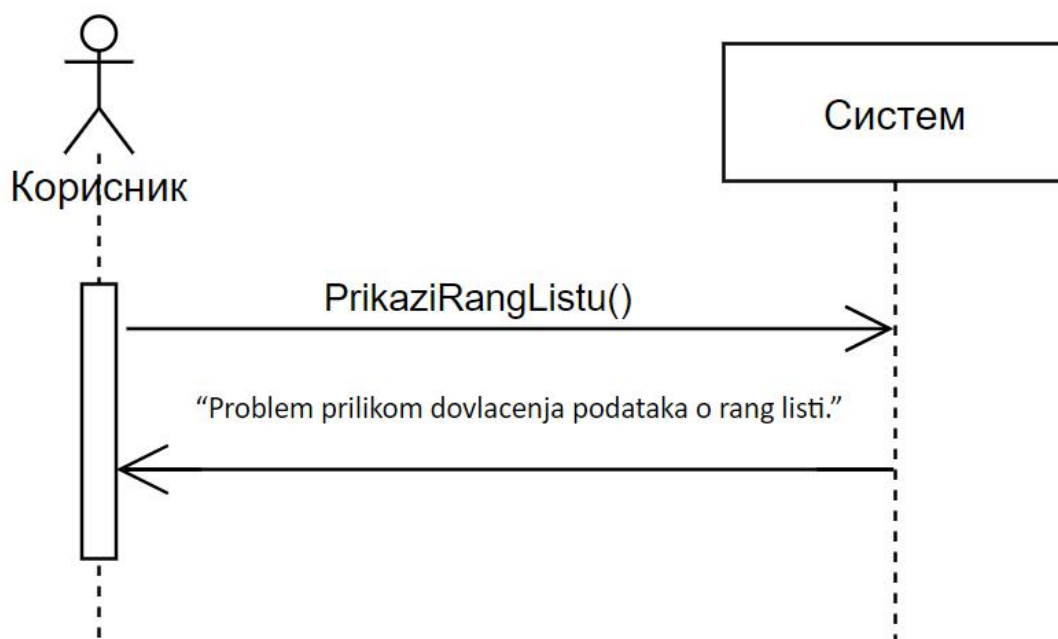 Корисник
Систем
PrikaziRangListu()
“Problem prilikom dovlacenja podataka o rang listi.”